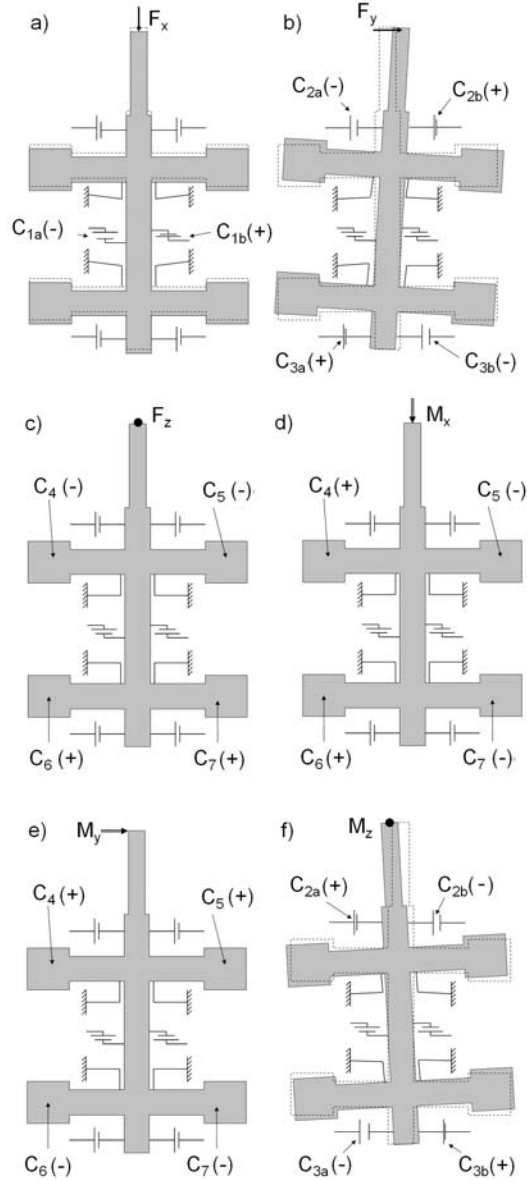 a) F_x
b) F_y
C_2a(-)
C_2b(+)
C_1a(-)
C_1b(+)
C_3a(+)
C_3b(-)
c) F_z
d) M_x
C_4(-)
C_5(-)
C_4(+)
C_5(-)
C_6(+)
C_7(+)
C_6(+)
C_7(-)
e) M_y
f) M_z
C_2a(+)
C_2b(-)
C_4(+)
C_5(+)
C_6(-)
C_7(-)
C_3a(-)
C_3b(+)